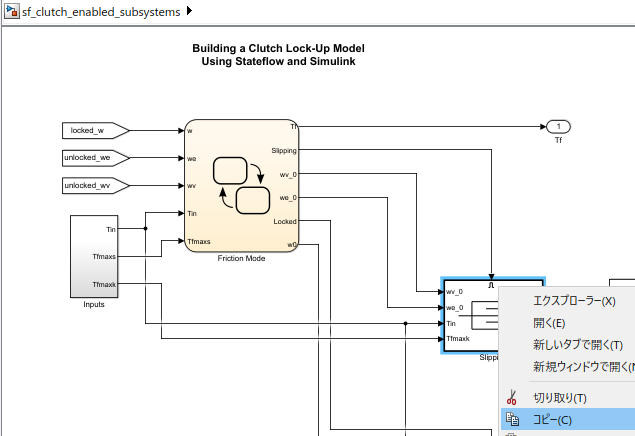 sf_clutch_enabled_subsystems
Building a Clutch Lock-Up Model
Using Stateflow and Simulink
locked_w
unlocked_we
unlocked_wv
w
we
wv
Tin
Tfmaxs
Tf
Slipping
wv_0
we_0
Locked
w0
Friction Mode
1
Tf
Tin
Tfmaxs
Tfmaxk
Inputs
wv_0
we_0
Tin
Tfmaxk
エクスプローラー(X)
開く(E)
新しいタブで開く(T)
新規ウィンドウで開く(
切り取り(T)
コピー(C)